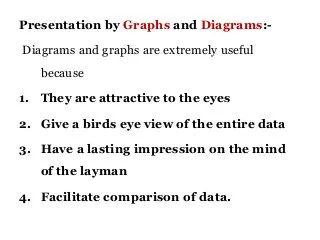 Presentation by Graphs and Diagrams:-
Diagrams and graphs are extremely useful
because
1. They are attractive to the eyes
2. Give a birds eye view of the entire data
3. Have a lasting impression on the mind
of the layman
4. Facilitate comparison of data.